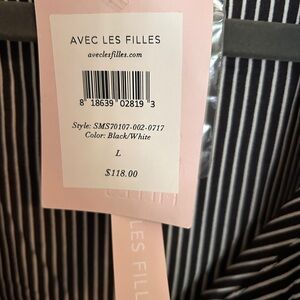 AVEC LES FILLES
aveclesfilles.com
8 18639 02819 3
Style: SMS70107-002-0717
Color: Black/White
L
$118.00
LES FILL